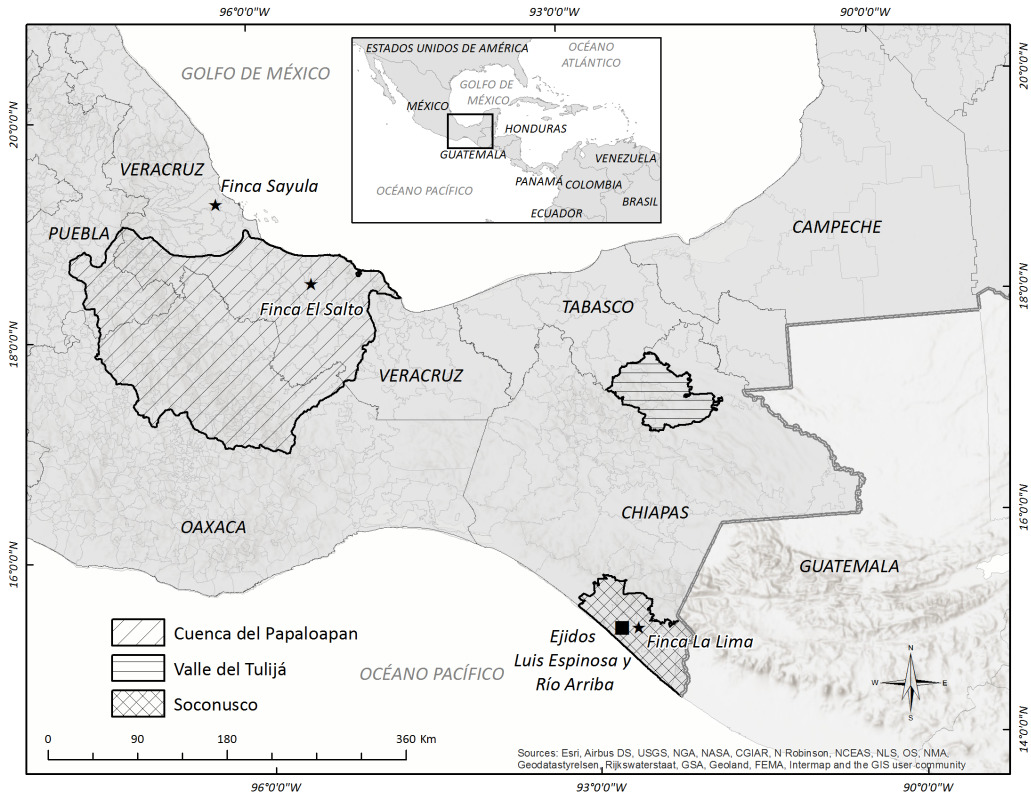 96°0'0"W
93°0'0"W
90°0'0"W
ESTADOS UNIDOS DE AMÉRICA
OCÉANO
ATLÁNTICO
GOLFO DE
MÉXICO
MÉXICO
HONDURAS
GUATEMALA
VENEZUELA
PANAMÁ
COLOMBIA
OCÉANO PACÍFICO
BRASIL
ECUADOR
20°0'0"N
20°0'0"N
GOLFO DE MÉXICO
VERACRUZ
Finca Sayula
PUEBLA
CAMPECHE
18°0'0"N
TABASCO
Finca El Salto
18°0'0"N
VERACRUZ
16°0'0"N
CHIAPAS
OAXACA
GUATEMALA
16°0'0"N
Ejidos
Luis Espinosa y
Río Arriba
Finca La Lima
OCÉANO PACÍFICO
Cuenca del Papaloapan
Valle del Tulijá
Soconusco
N
W
E
S
14°0'0"N
0 90 180 360 Km
Sources: Esri, Airbus DS, USGS, NGA, NASA, CGIAR, N Robinson, NCEAS, NLS, OS, NMA,
Geodatastyrelsen, Rijkswaterstaat, GSA, Geoland, FEMA, Intermap and the GIS user community
96°0'0"W
93°0'0"W
90°0'0"W